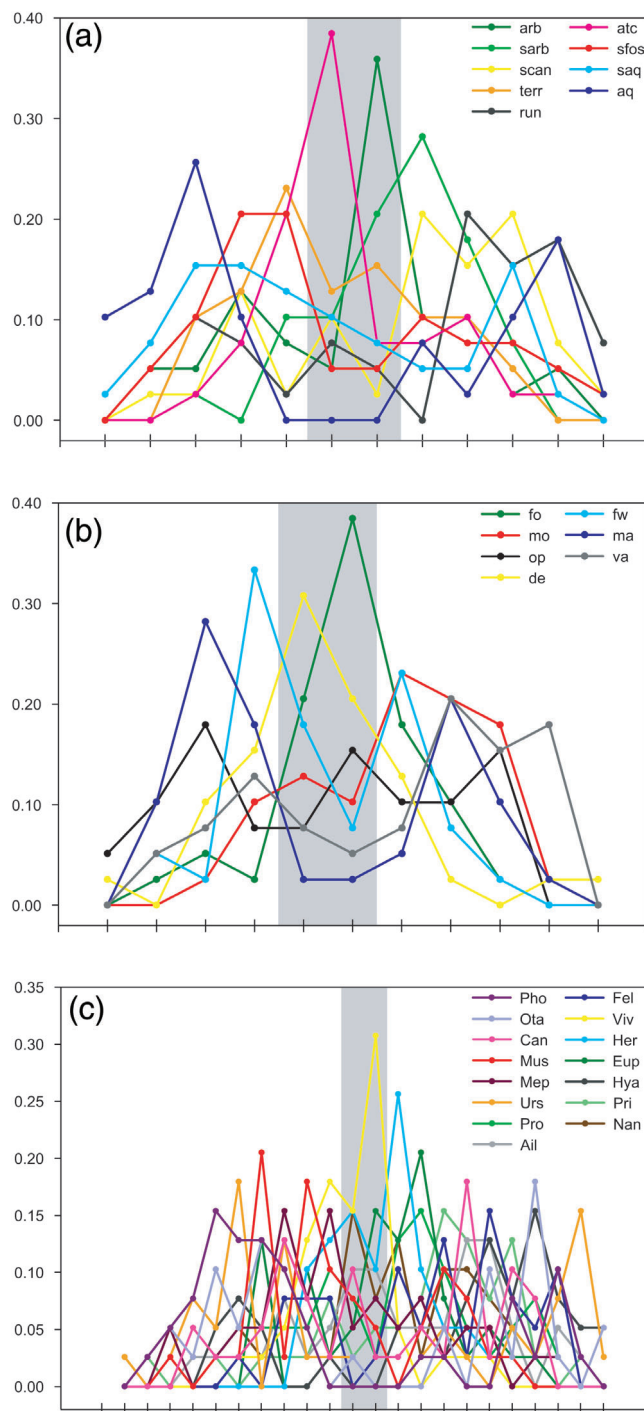 (a)
0.40
0.30
0.20
0.10
0.00
arb atc
sarb sfos
scan saq
terr aq
run
(b)
0.40
0.30
0.20
0.10
0.00
fo fw
mo ma
op va
de
(c)
0.35
0.30
0.25
0.20
0.15
0.10
0.05
0.00
Pho Fel
Ota Viv
Can Her
Mus Eup
Mep Hya
Urs Pri
Pro Nan
Ail